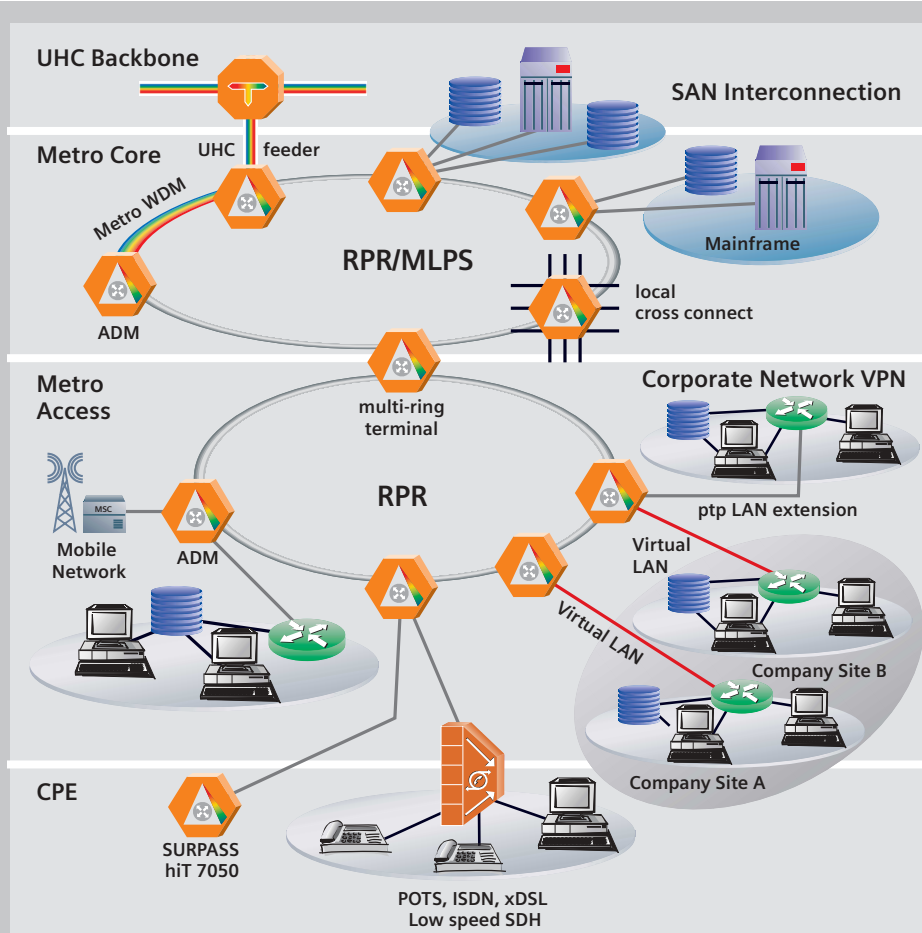 UHC Backbone
SAN Interconnection
UHC feeder
Metro Core
Metro WDM
Mainframe
RPR/MLPS
local
cross connect
ADM
Metro
Access
Corporate Network VPN
multi-ring
terminal
RPR
MSC
ptp LAN extension
Mobile
Network
ADM
Virtual
LAN
Virtual LAN
Company Site B
Company Site A
CPE
SURPASS
hiT 7050
POTS, ISDN, xDSL
Low speed SDH